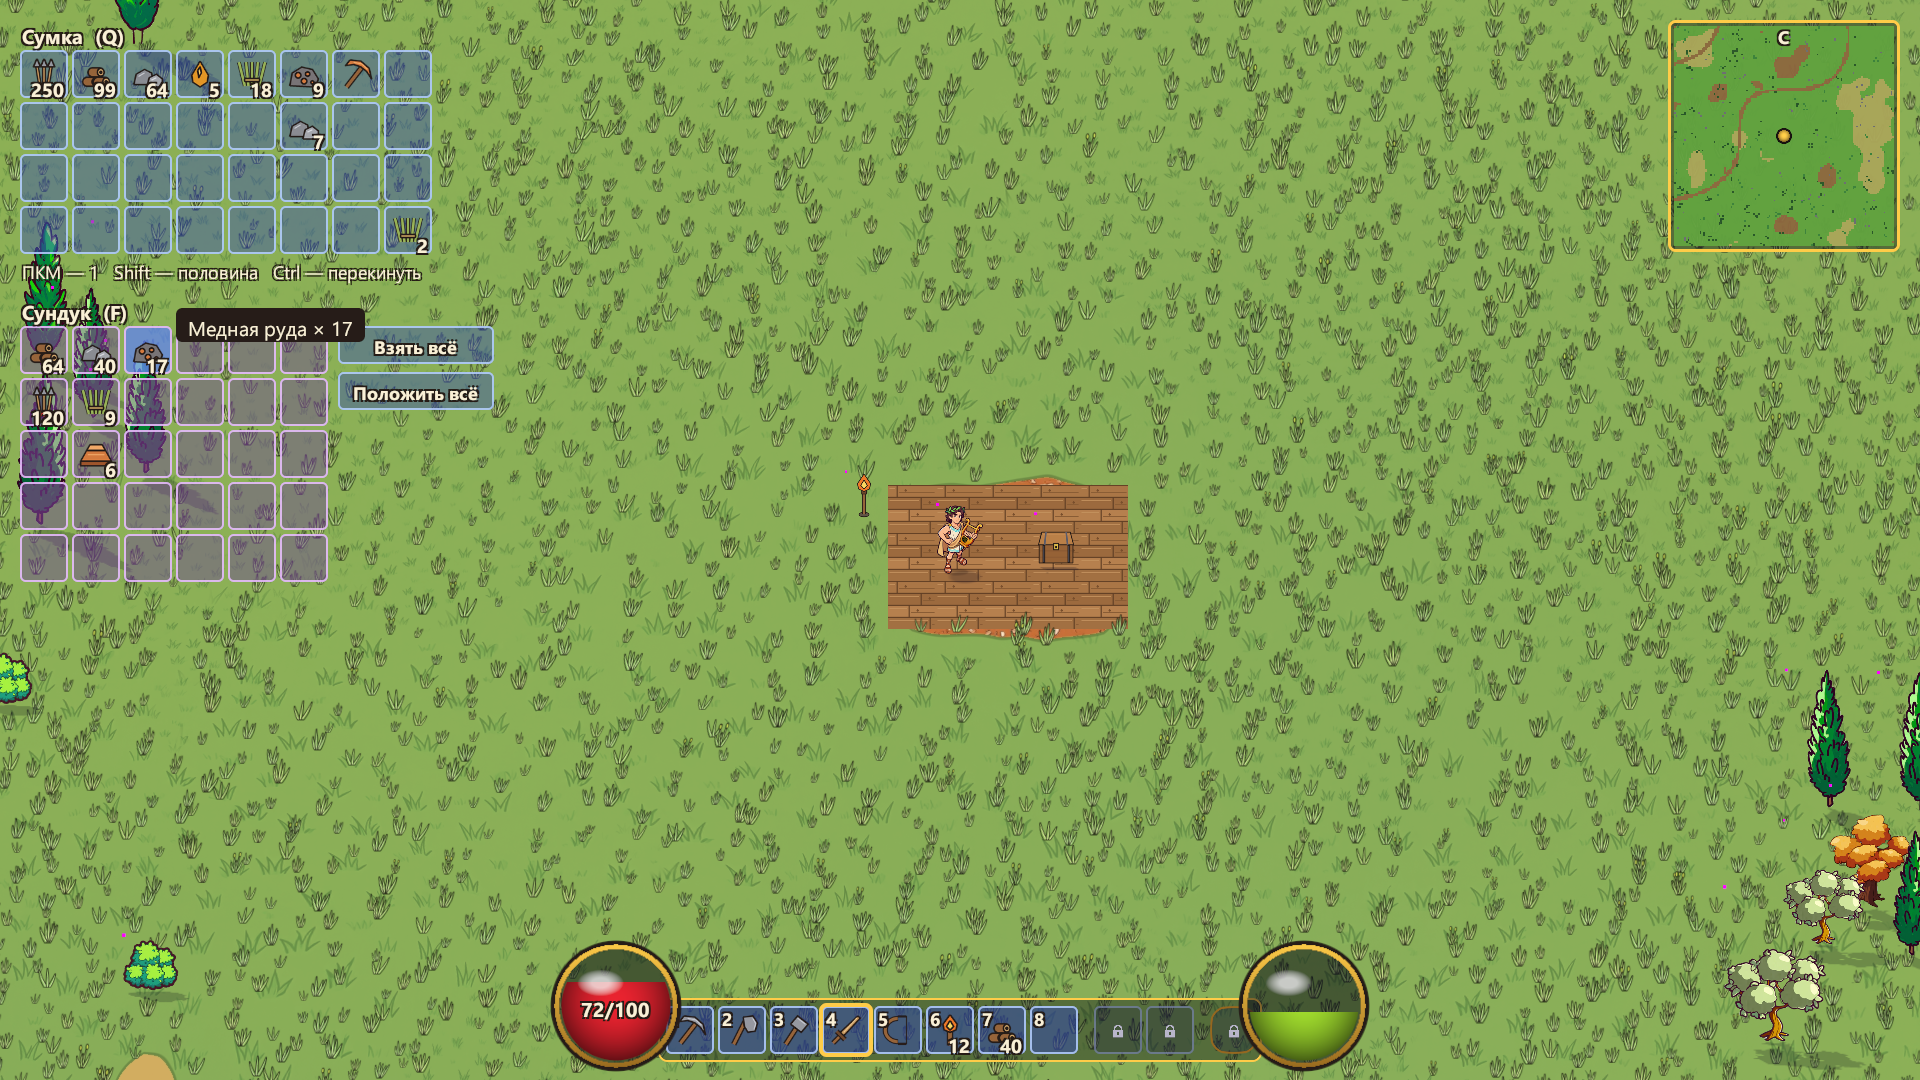 Сумка (Q)
250 99 64 5 18 9
7
2
ПКМ — 1 Shift — половина Ctrl — перекинуть
Сундук (F)
Медная руда × 17
64 40 17
Взять всё
120 9
Положить всё
6
С
72/100
2 3 4 5 6 12 7 40 8